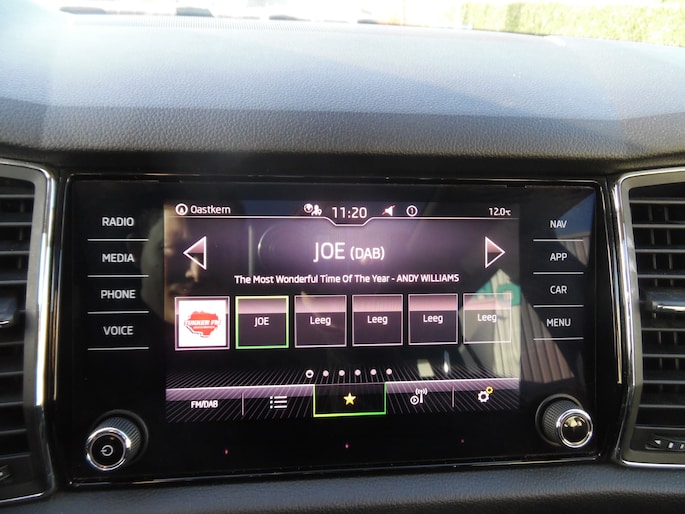 Oastkern 11:20 12.0°C
RADIO
MEDIA
PHONE
VOICE
JOE (DAB)
The Most Wonderful Time Of The Year - ANDY WILLIAMS
JOE Leeg Leeg Leeg Leeg
FM/DAB
NAV
APP
CAR
MENU